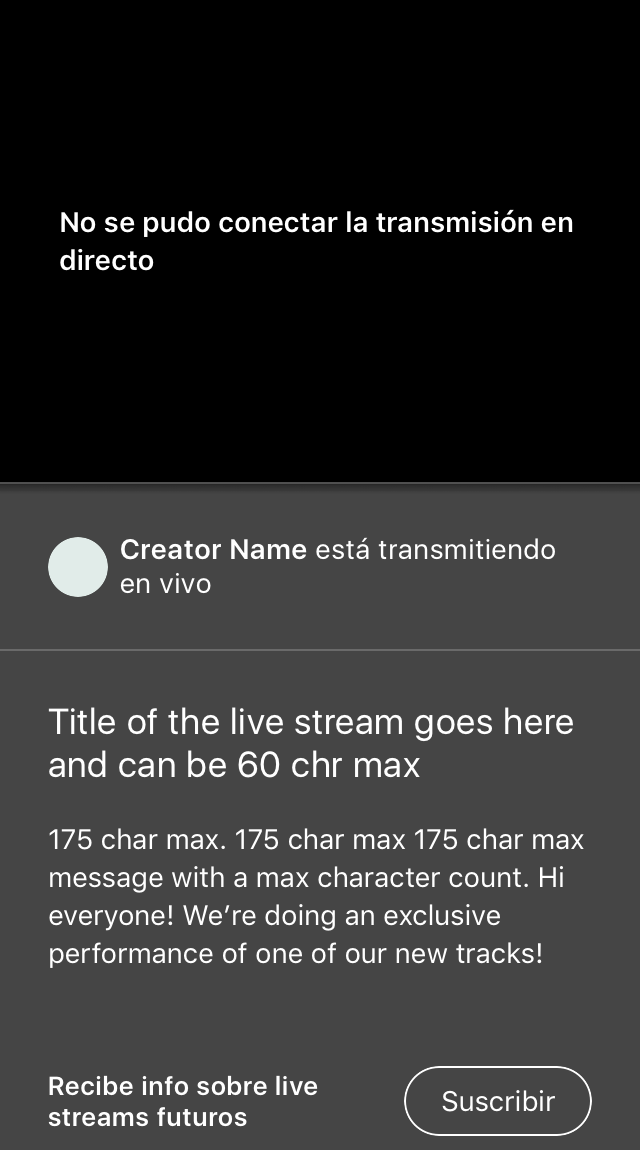 No se pudo conectar la transmisión en
directo
Creator Name está transmitiendo
en vivo
Title of the live stream goes here
and can be 60 chr max
175 char max. 175 char max 175 char max
message with a max character count. Hi
everyone! We’re doing an exclusive
performance of one of our new tracks!
Recibe info sobre live
streams futuros
Suscribir